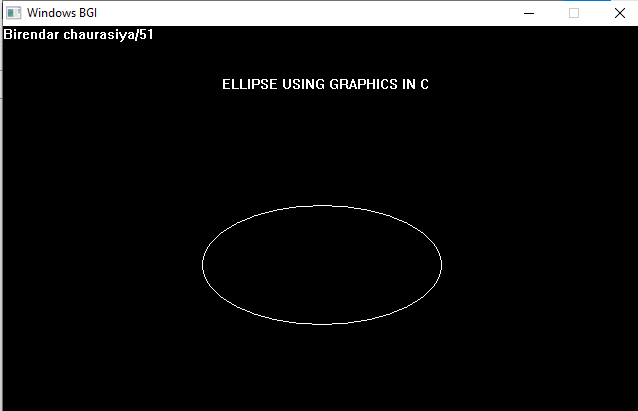 Windows BGI
Birendar chaurasiya/51
ELLIPSE USING GRAPHICS IN C